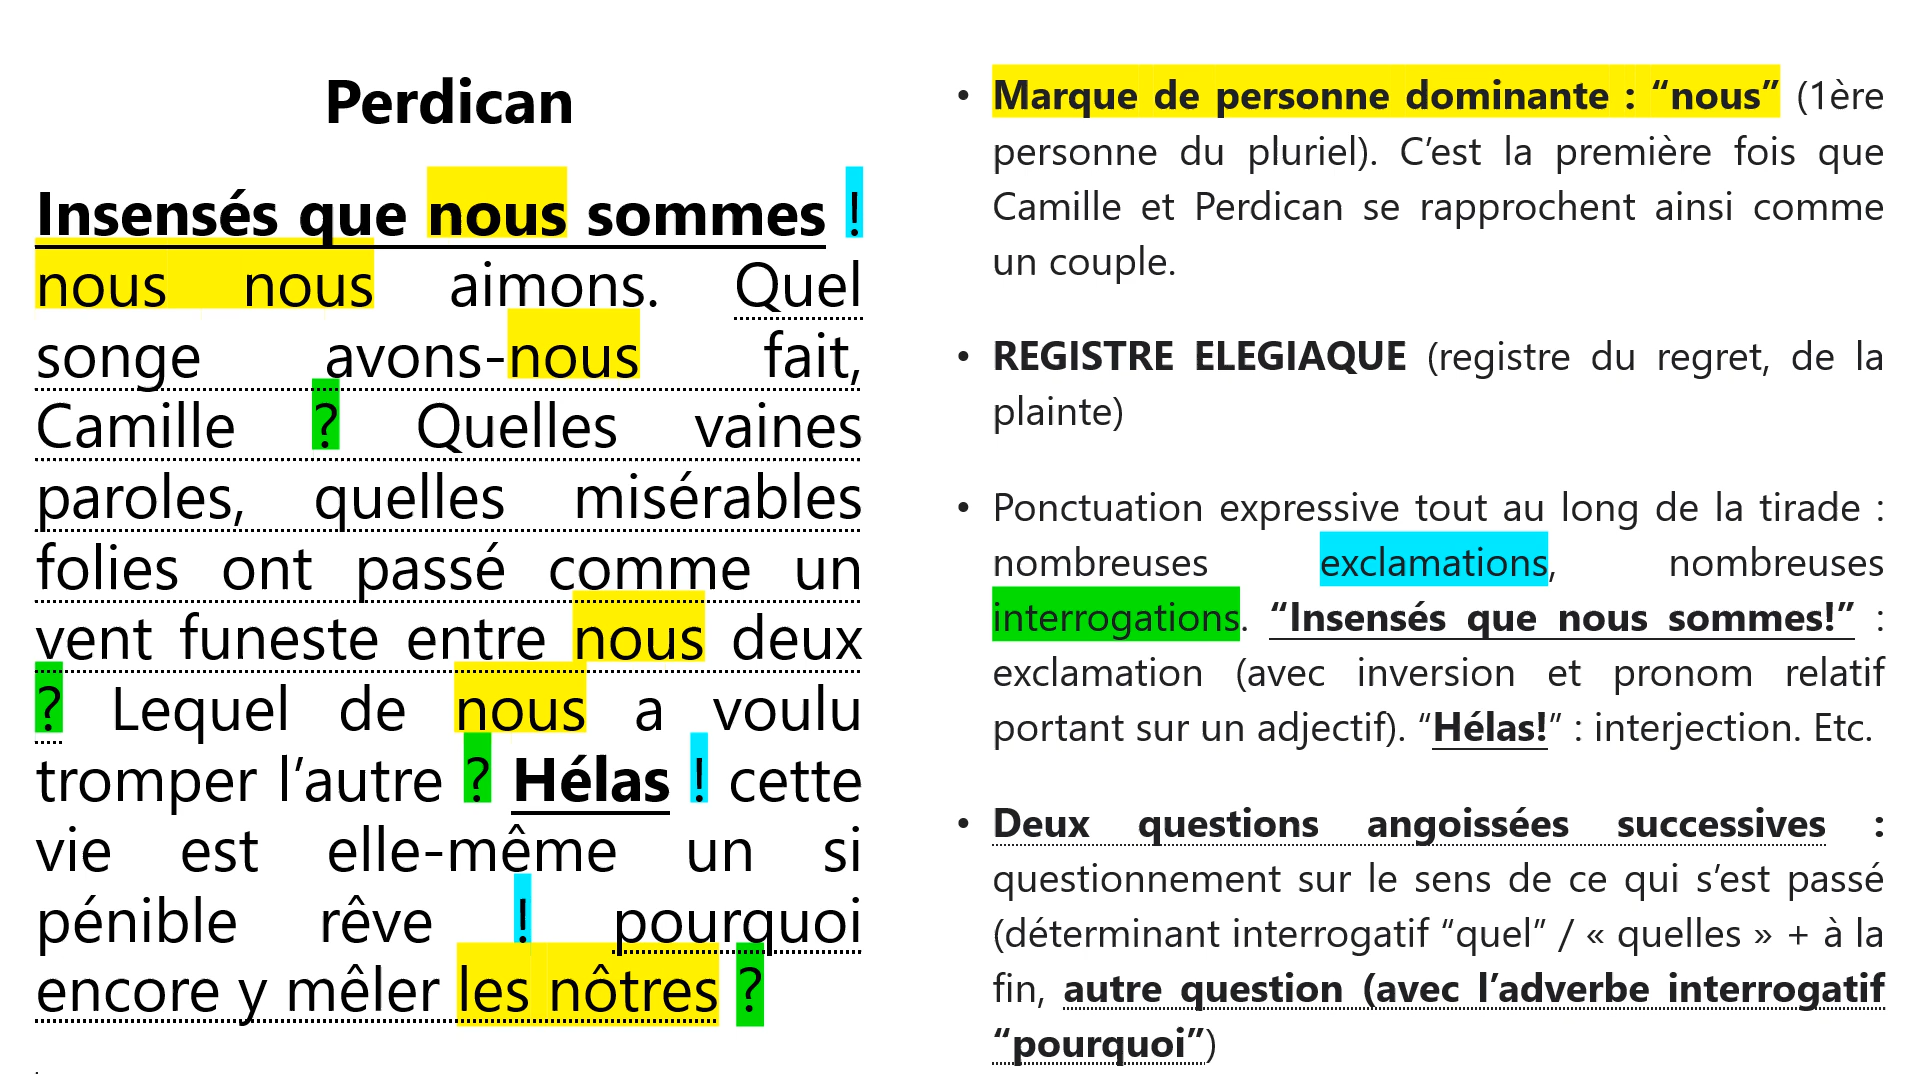 Perdican
Insensés que nous sommes !
nous nous aimons. Quel
songe avons-nous fait,
Camille ? Quelles vaines
paroles, quelles misérables
folies ont passé comme un
vent funeste entre nous deux
? Lequel de nous a voulu
tromper l’autre ? Hélas ! cette
vie est elle-même un si
pénible rêve ! pourquoi
encore y mêler les nôtres ?
.
• Marque de personne dominante : “nous” (1ère
personne du pluriel). C’est la première fois que
Camille et Perdican se rapprochent ainsi comme
un couple.
• REGISTRE ELEGIAQUE (registre du regret, de la
plainte)
• Ponctuation expressive tout au long de la tirade :
nombreuses exclamations, nombreuses
interrogations. “Insensés que nous sommes!” :
exclamation (avec inversion et pronom relatif
portant sur un adjectif). “Hélas!” : interjection. Etc.
• Deux questions angoissées successives :
questionnement sur le sens de ce qui s’est passé
(déterminant interrogatif “quel” / « quelles » + à la
fin, autre question (avec l’adverbe interrogatif
“pourquoi”)